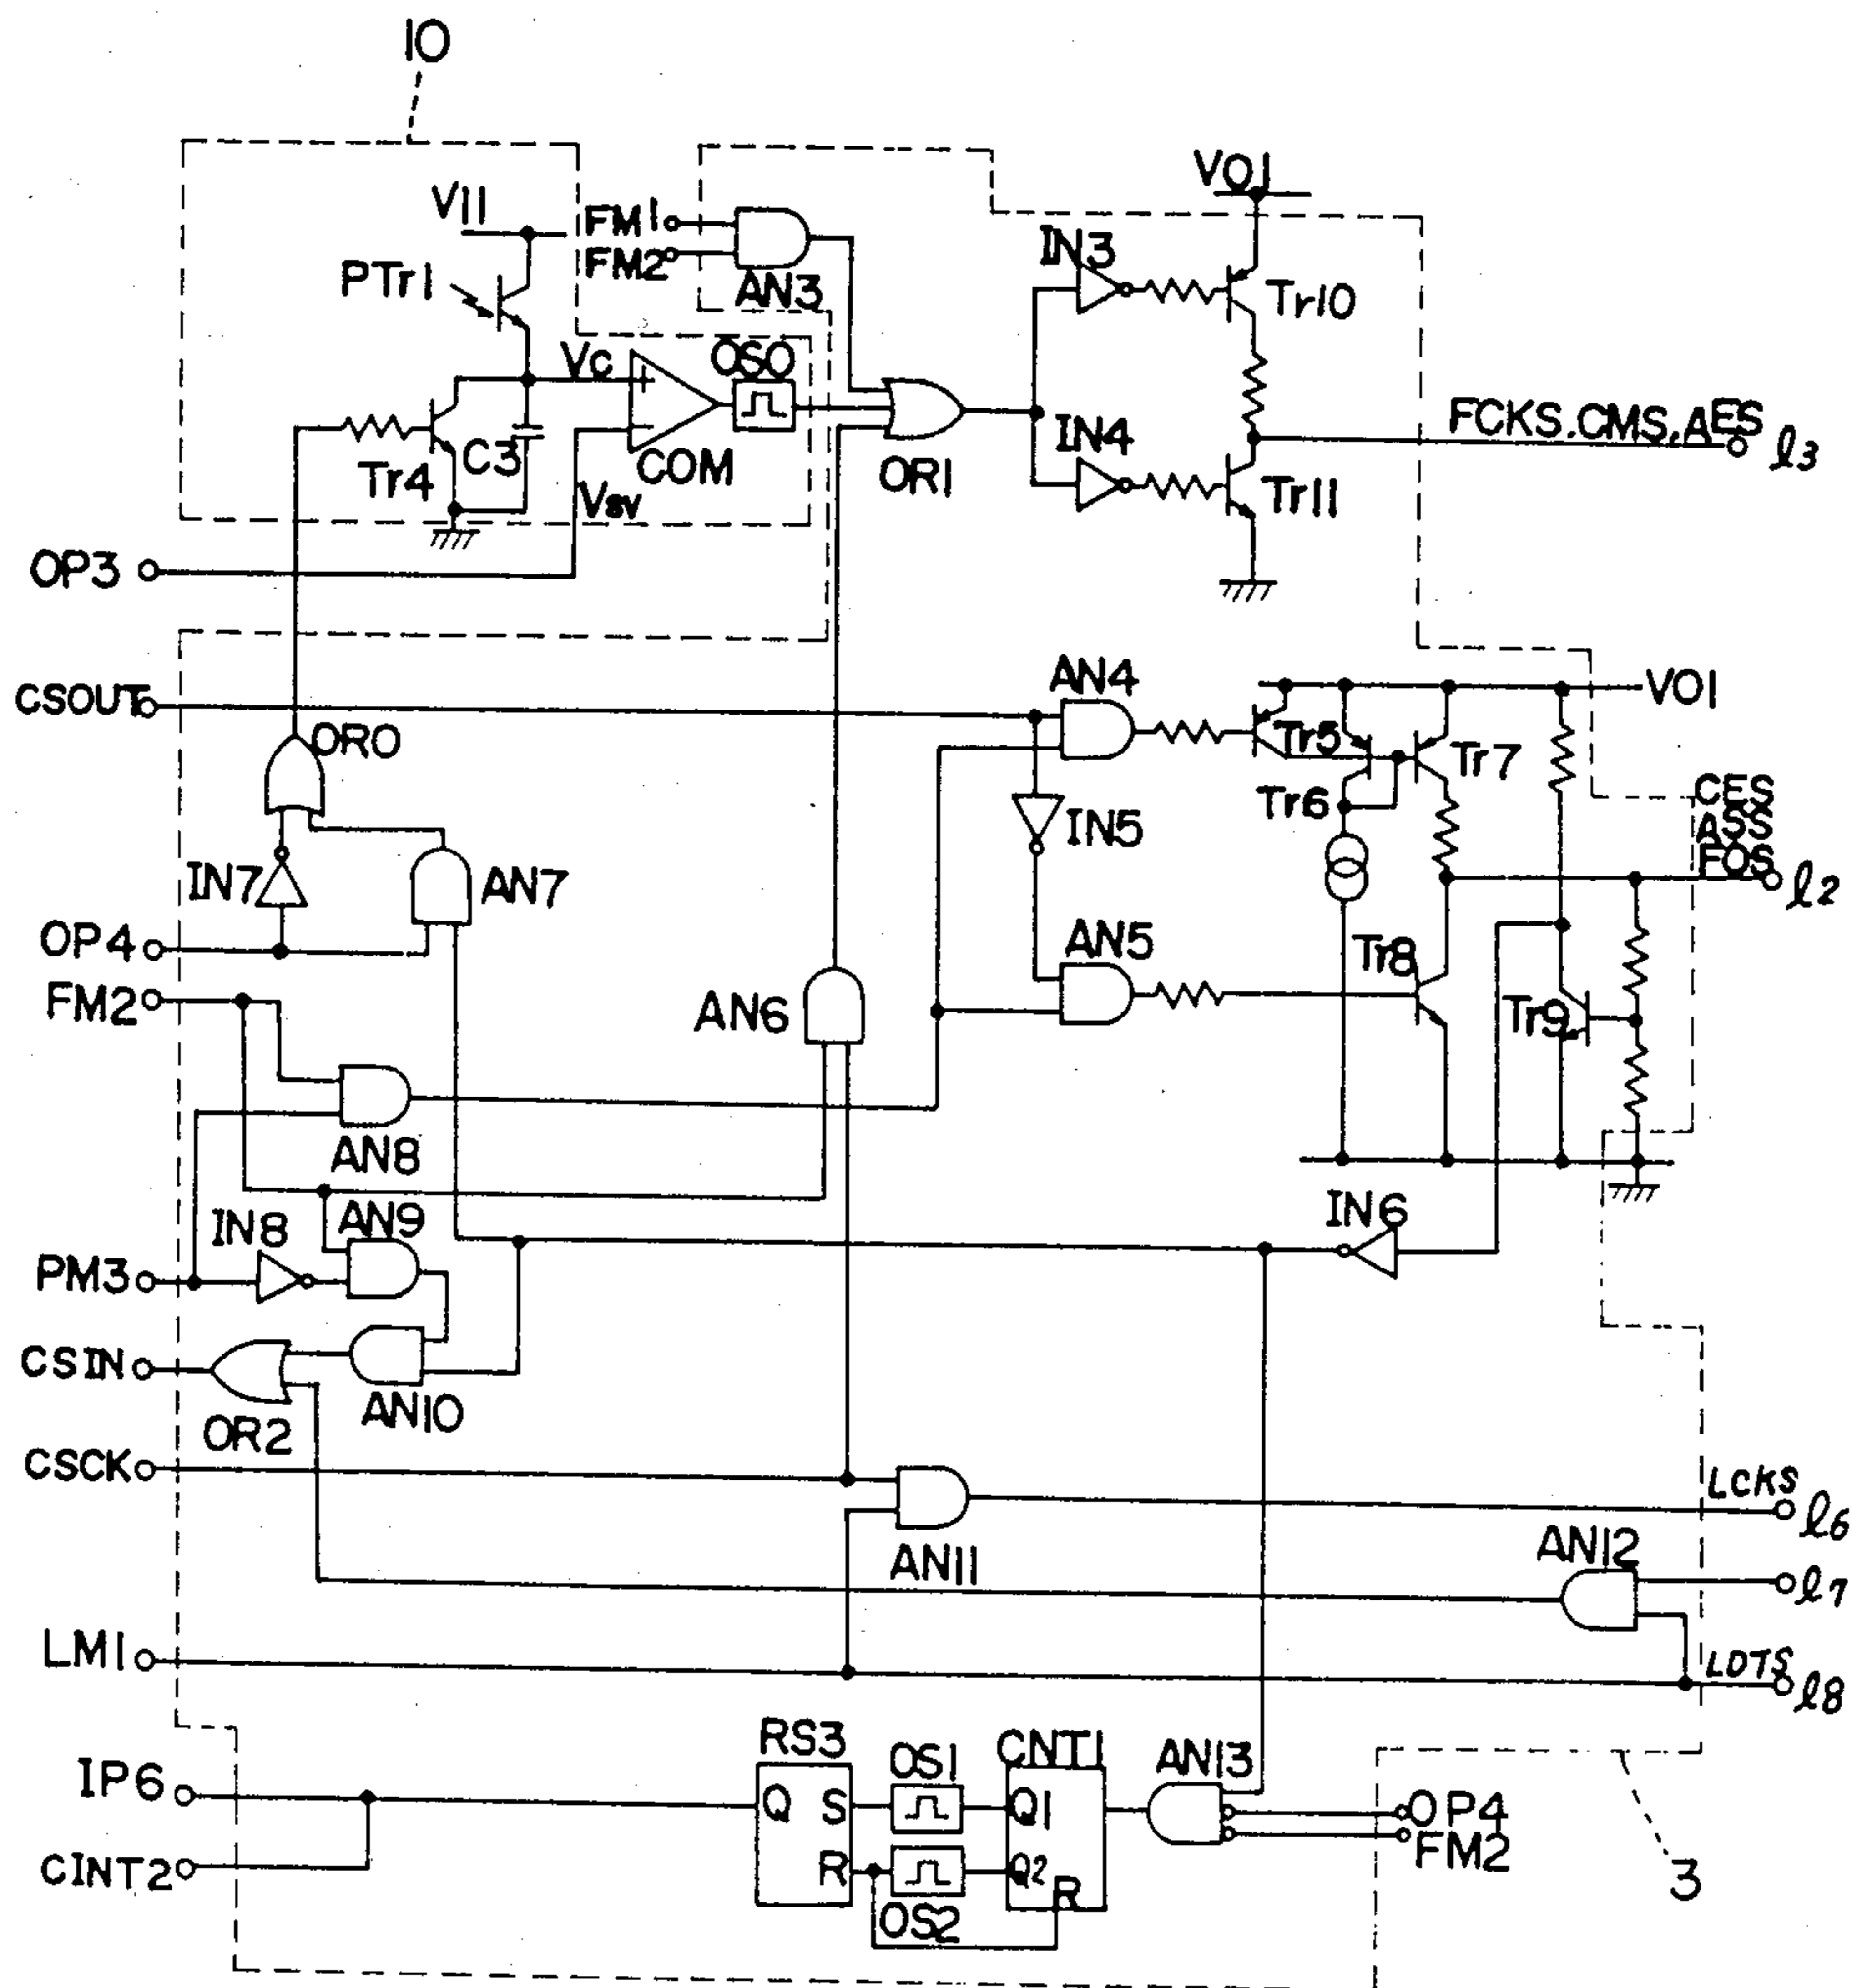 10
V11
VO1
FM1
FM2
PTr1
AN3
IN3
Tr10
Vc
OSO
FCKS.CMS.AES
l3
IN4
C3
COM
OR1
Tr4
Vsv
Tr11
OP3
CSOUT
AN4
VO1
OR0
Tr5
Tr7
Tr6
CES
ASS
FOS
l2
IN5
IN7
AN7
OP4
AN5
Tr8
FM2
AN6
Tr9
AN8
IN8
AN9
IN6
PM3
CSIN
AN10
OR2
CSCK
LCKS
l6
AN11
AN12
l7
LM1
LDTS
l8
RS3
OS1
CNT1
AN13
IP6
Q
S
Q1
OP4
FM2
CINT2
R
Q2
R
OS2
3